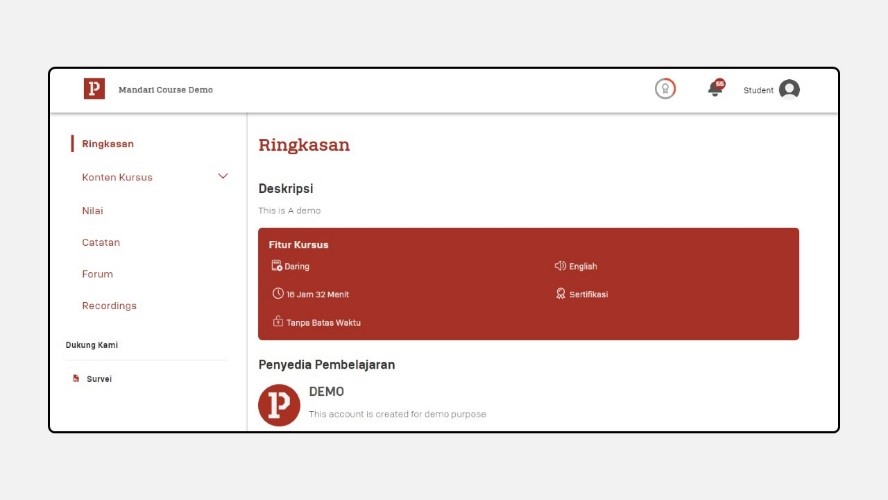 P Mandari Course Demo
55
Student
Ringkasan
Konten Kursus
Nilai
Catatan
Forum
Recordings
Dukung Kami
Survei
Ringkasan
Deskripsi
This is A demo
Fitur Kursus
Daring
English
16 Jam 32 Menit
Sertifikasi
Tanpa Batas Waktu
Penyedia Pembelajaran
P DEMO
This account is created for demo purpose